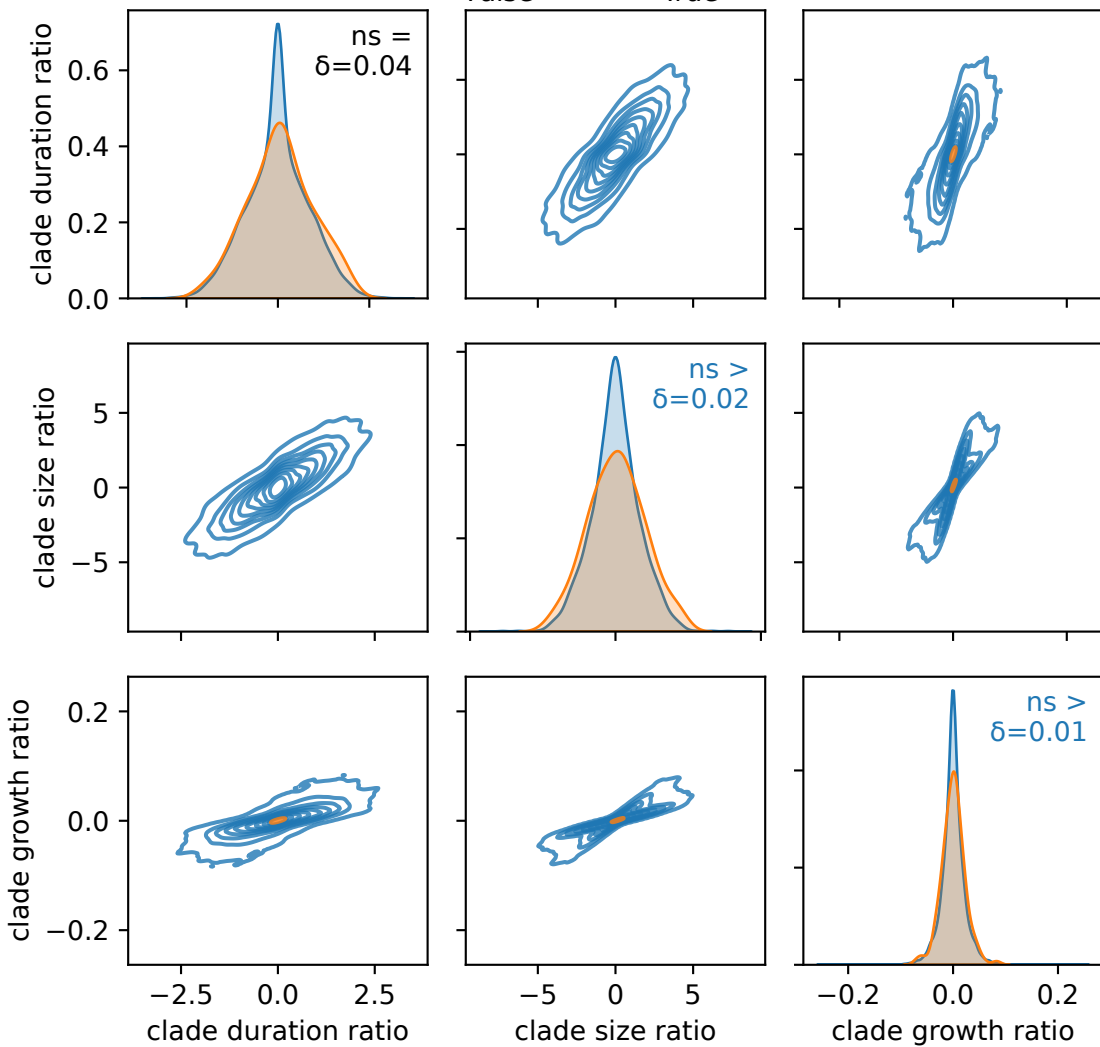 clade duration ratio
0.6
0.4
0.2
0.0
ns =
δ=0.04
clade size ratio
5
0
−5
ns >
δ=0.02
clade growth ratio
0.2
0.0
−0.2
ns >
δ=0.01
−2.5 0.0 2.5
clade duration ratio
−5 0 5
clade size ratio
−0.2 0.0 0.2
clade growth ratio